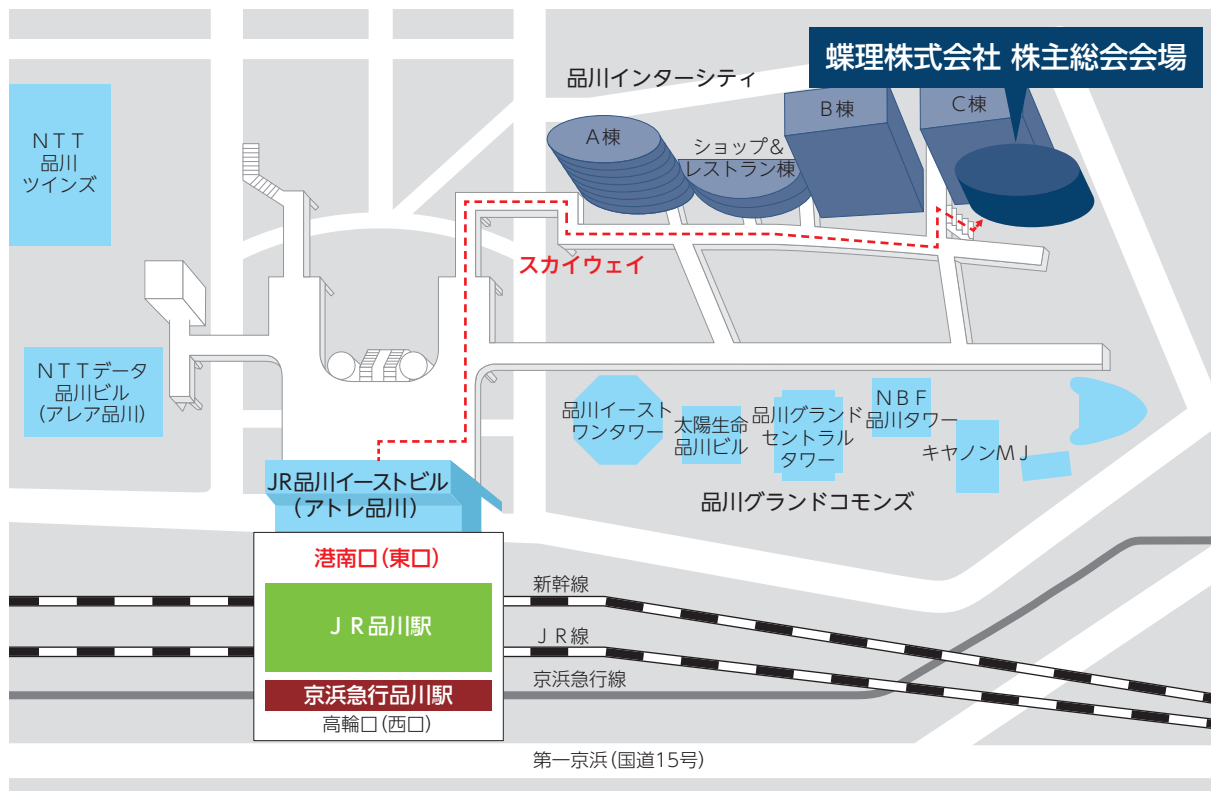 蝶理株式会社 株主総会会場
品川インターシティ
A棟
ショップ&
レストラン棟
B棟
C棟
NTT
品川
ツインズ
スカイウェイ
NTTデータ
品川ビル
(アレア品川)
品川イースト
ワンタワー
太陽生命
品川ビル
品川グランド
セントラル
タワー
NBF
品川タワー
キヤノンMJ
品川グランドコモンズ
JR品川イーストビル
(アトレ品川)
港南口(東口)
JR品川駅
京浜急行品川駅
高輪口(西口)
新幹線
JR線
京浜急行線
第一京浜(国道15号)